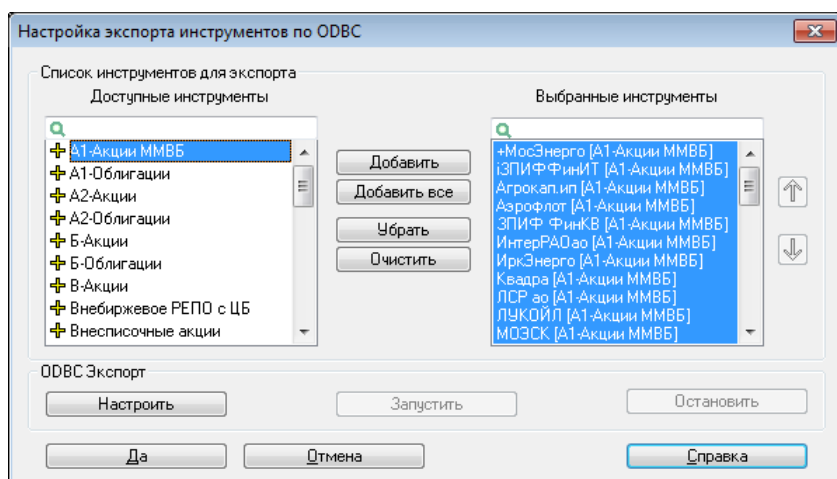 Настройка экспорта инструментов по ODBC
Список инструментов для экспорта
Доступные инструменты
А1-Акции ММВБ
А1-Облигации
А2-Акции
А2-Облигации
Б-Акции
Б-Облигации
В-Акции
Внебиржевое РЕПО с ЦБ
Внесписочные акции
Добавить
Добавить все
Убрать
Очистить
Выбранные инструменты
+МосЭнерго [А1-Акции ММВБ]
iЗПИФФинИТ [А1-Акции ММВБ]
Агрокап.ип [А1-Акции ММВБ]
Аэрофлот [А1-Акции ММВБ]
ЗПИФ ФинКВ [А1-Акции ММВБ]
ИнтерРАОао [А1-Акции ММВБ]
ИркЭнерго [А1-Акции ММВБ]
Квадра [А1-Акции ММВБ]
ЛСР ао [А1-Акции ММВБ]
ЛУКОЙЛ [А1-Акции ММВБ]
МОЭСК [А1-Акции ММВБ]
ODBC Экспорт
Настроить
Запустить
Остановить
Да
Отмена
Справка